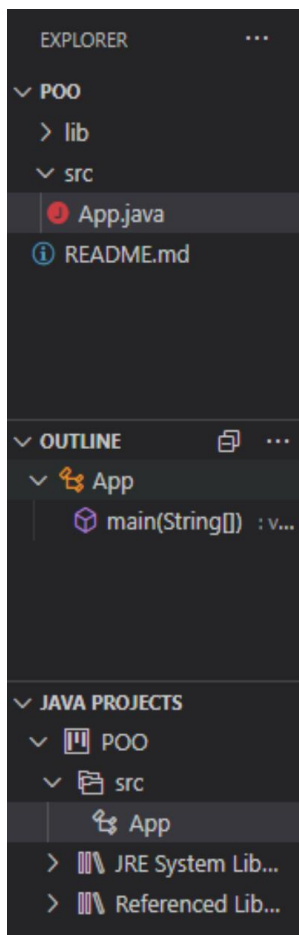 EXPLORER ...
POO
lib
src
J App.java
README.md
OUTLINE ...
App
main(String[]) : v...
JAVA PROJECTS
POO
src
App
JRE System Lib...
Referenced Lib...